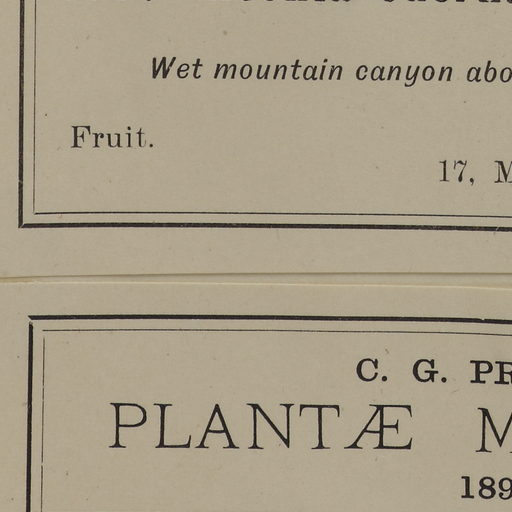 Wet mountain canyon abo
Fruit.
17, M
C. G. PR
PLANTÆ M
189